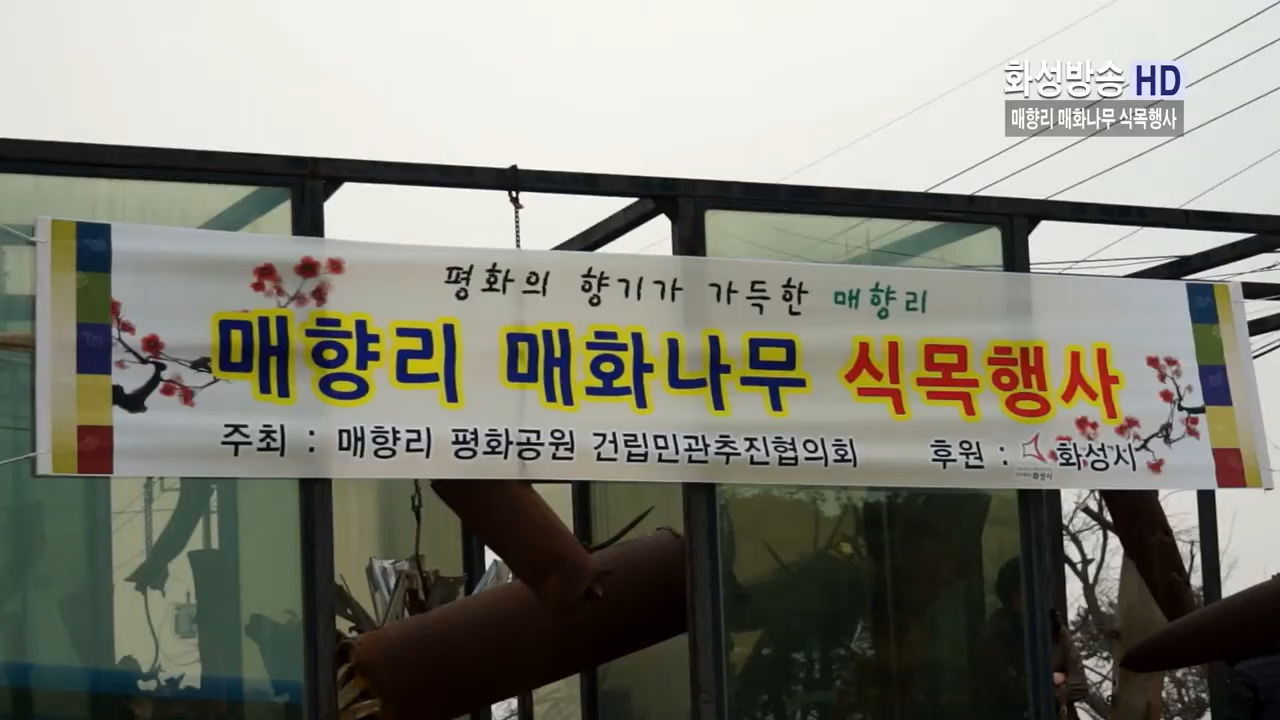 화성방송 HD
매향리 매화나무 식목행사
평화의 향기가 가득한 매향리
매향리 매화나무 식목행사
주최 : 매향리 평화공원 건립민관추진협의회 후원 : 화성시
화성시